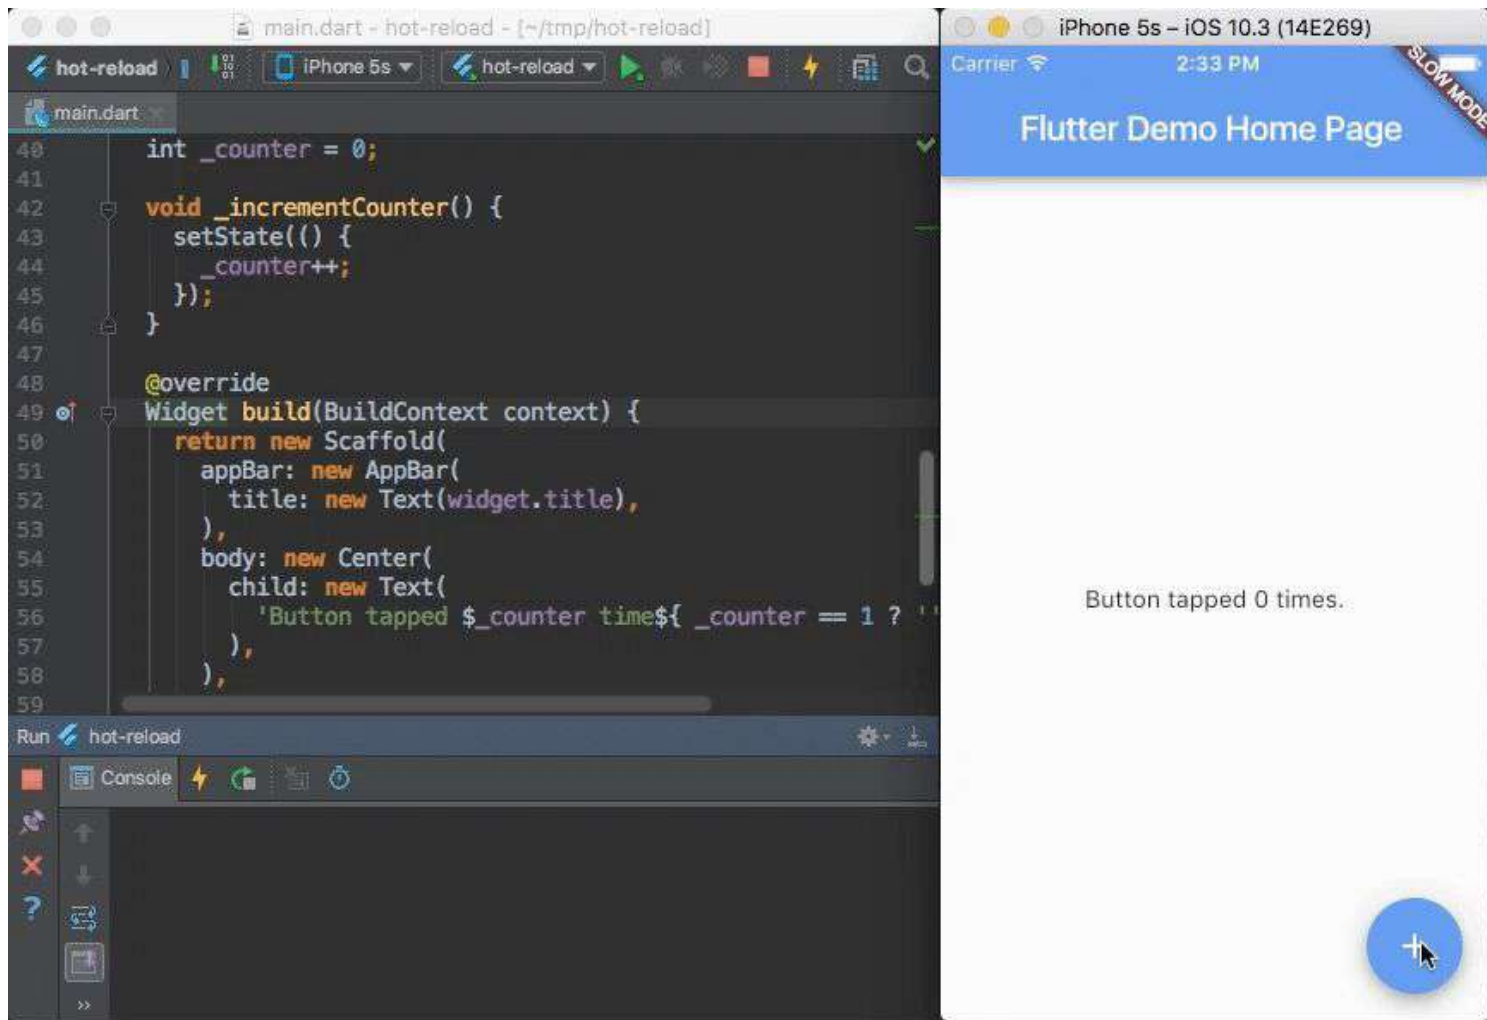 main.dart - hot-reload - [~/tmp/hot-reload]
hot-reload
iPhone 5s
hot-reload
main.dart
40 int _counter = 0;
41
42 void _incrementCounter() {
43 setState(() {
44 _counter++;
45 });
46 }
47
48 @override
49 Widget build(BuildContext context) {
50 return new Scaffold(
51 appBar: new AppBar(
52 title: new Text(widget.title),
53 ),
54 body: new Center(
55 child: new Text(
56 'Button tapped $_counter time${ _counter == 1 ? ''
57 ),
58 ),
59
Run hot-reload
Console
?
»
iPhone 5s – iOS 10.3 (14E269)
Carrier
2:33 PM
SLOW MODE
Flutter Demo Home Page
Button tapped 0 times.
+